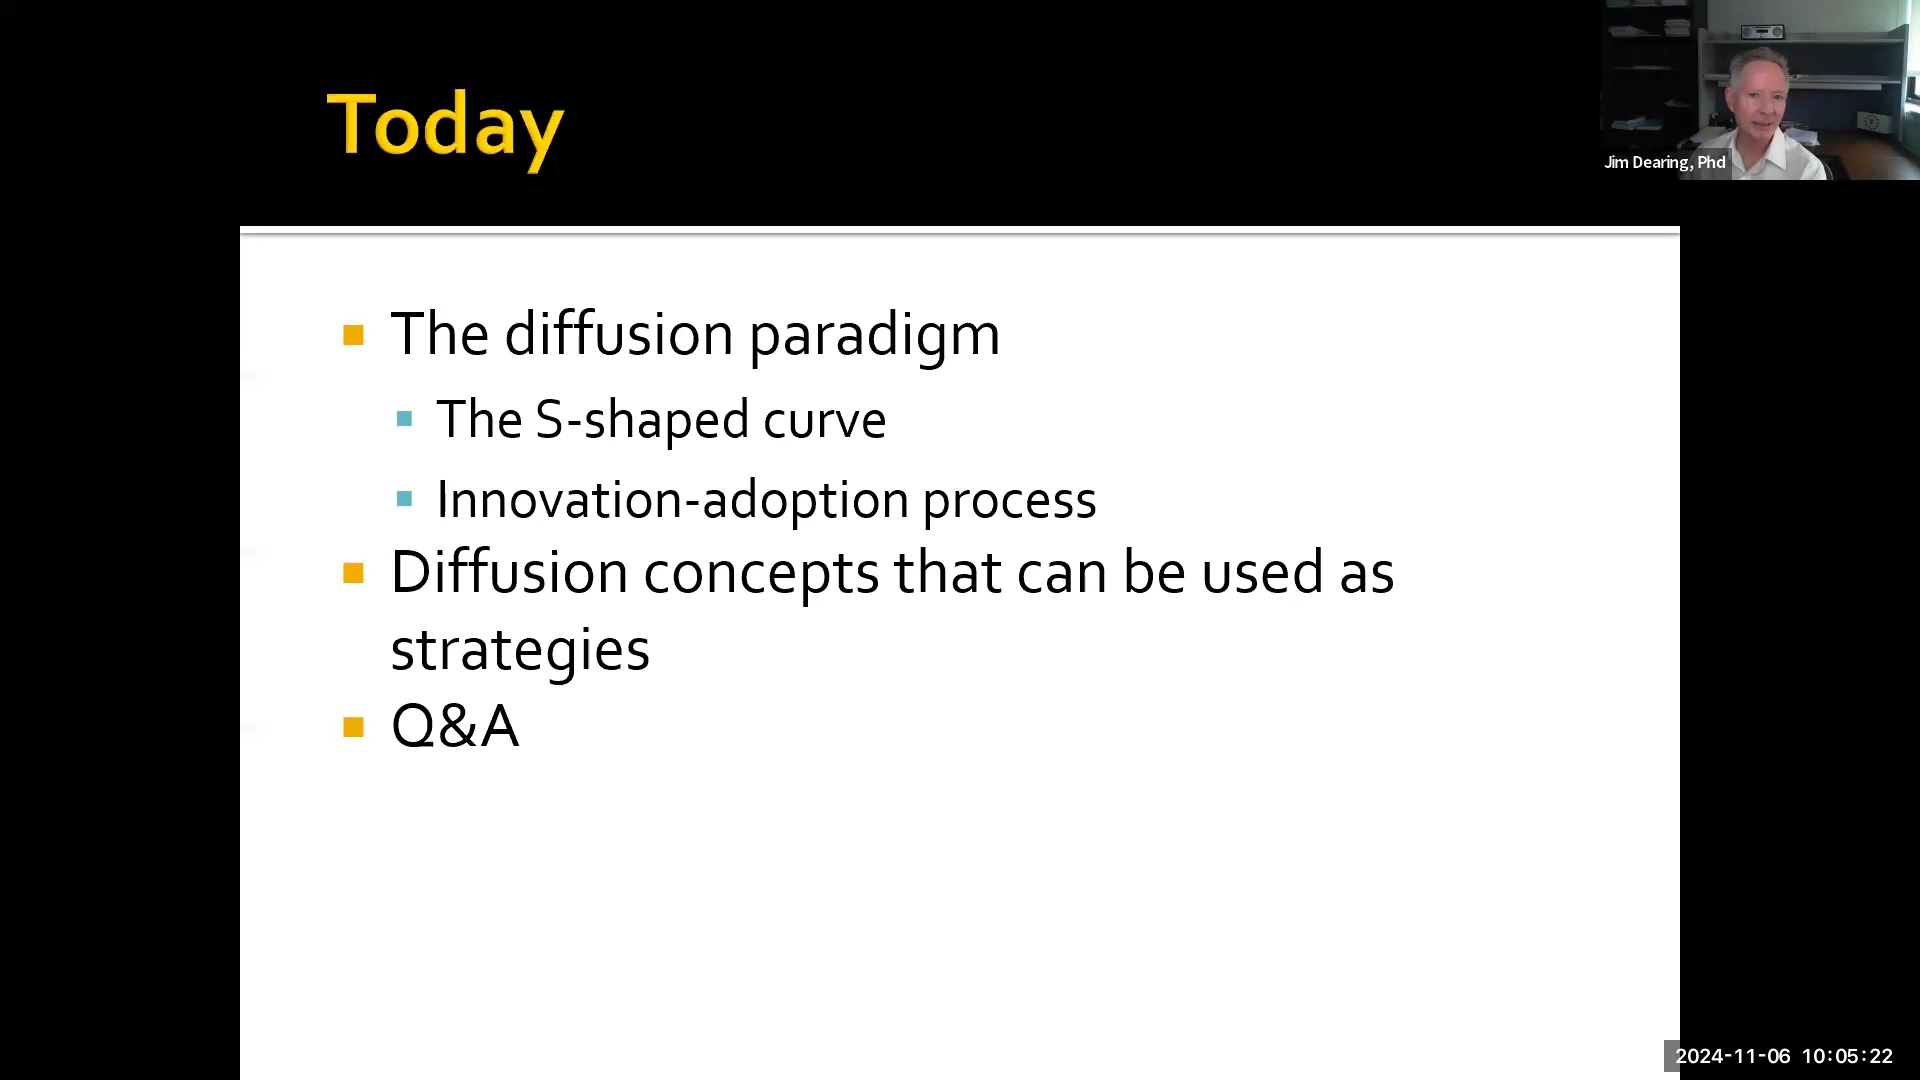 Today
Jim Dearing, Phd
The diffusion paradigm
The S-shaped curve
Innovation-adoption process
Diffusion concepts that can be used as
strategies
Q&A
2024-11-06 10:05:22